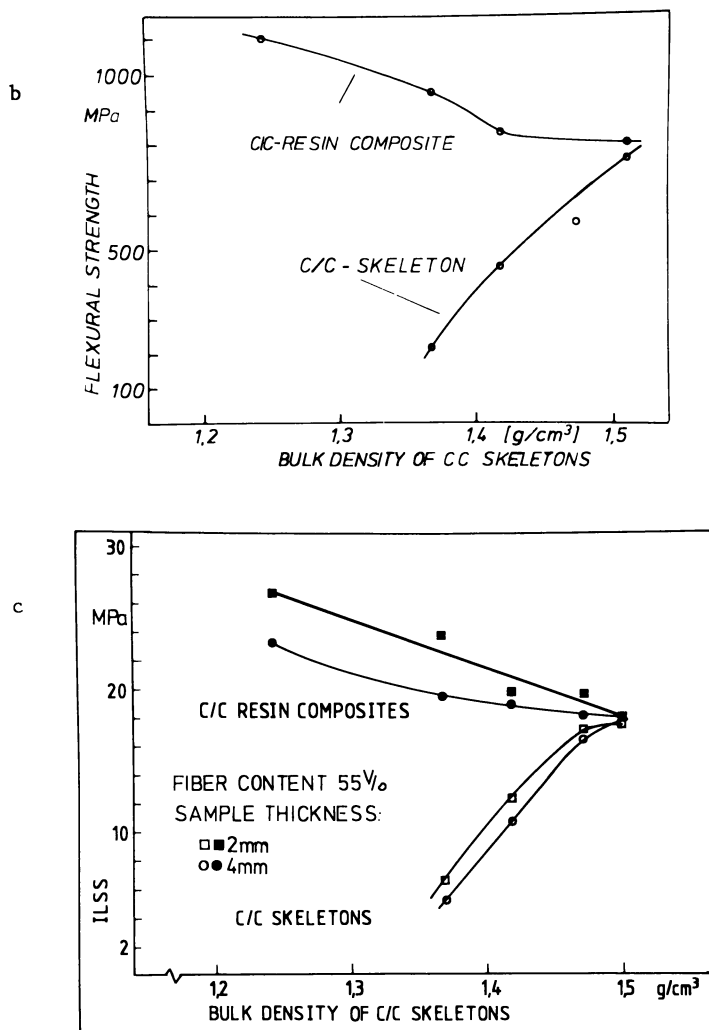 b
1000
MPa
C/C-RESIN COMPOSITE
FLEXURAL STRENGTH
500
C/C - SKELETON
100
1,2 1,3 1,4 [g/cm³] 1,5
BULK DENSITY OF CC SKELETONS
c
30
MPa
20
C/C RESIN COMPOSITES
FIBER CONTENT 55V/o
SAMPLE THICKNESS:
2mm
4mm
10
ILSS
C/C SKELETONS
2
1,2 1,3 1,4 1,5 g/cm³
BULK DENSITY OF C/C SKELETONS